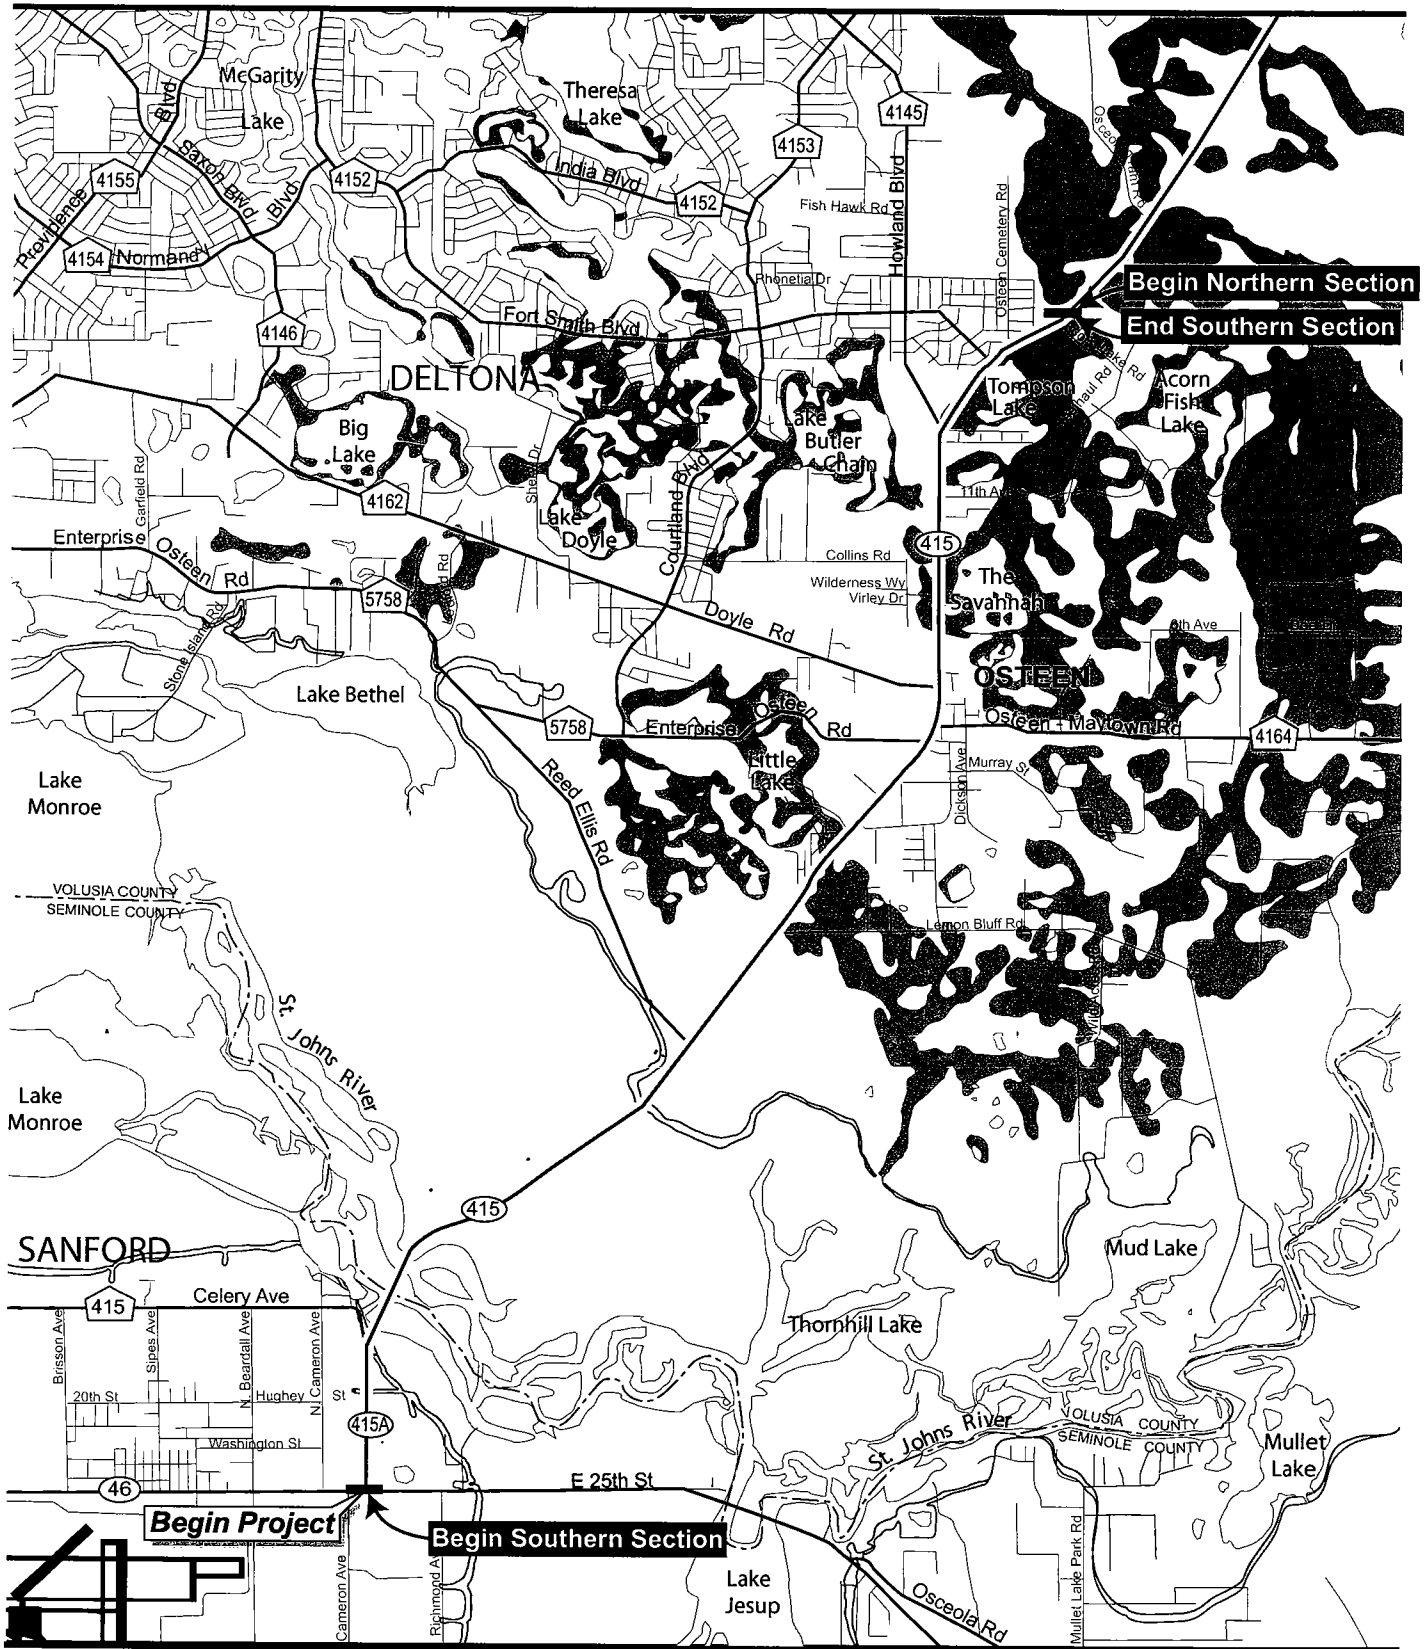 McGarity
Lake
Theresa
Lake
4145
4153
Blvd
Saxon Blvd
4155
4152
India Blvd
4152
Blvd
Howland Blvd
Osteen Cemetery Rd
Fish Hawk Rd
Providence
4154
Normandy
Rhonetia Dr
Begin Northern Section
End Southern Section
4146
Fort Smith Blvd
DELTONA
Tompson
Lake
Acorn
Fish
Lake
Lake
Butler
Chain
Big
Lake
4162
Garfield Rd
Courtland Blvd
11th Av
Lake
Doyle
Enterprise Osteen Rd
415
Collins Rd
Wilderness Wy
Virley Dr
The
Savannah
5758
Doyle Rd
Stone Island Rd
Lake Bethel
OSTEEN
5758
Enterprise Osteen Rd
Osteen - Maytown Rd
4164
Little
Lake
Murray St
Dickson Ave
Lake
Monroe
Reed Ellis Rd
VOLUSIA COUNTY
SEMINOLE COUNTY
Lemon Bluff Rd
St. Johns River
Lake
Monroe
415
SANFORD
Mud Lake
415
Celery Ave
Thornhill Lake
Brisson Ave
Sipes Ave
N. Beardall Ave
N. Cameron Ave
20th St
Hughey St
415A
Washington St
St. Johns River
VOLUSIA COUNTY
SEMINOLE COUNTY
Mullet
Lake
46
E 25th St
Begin Project
Begin Southern Section
Cameron Ave
Richmond Av
Lake
Jesup
Osceola Rd
Mullet Lake Park Rd